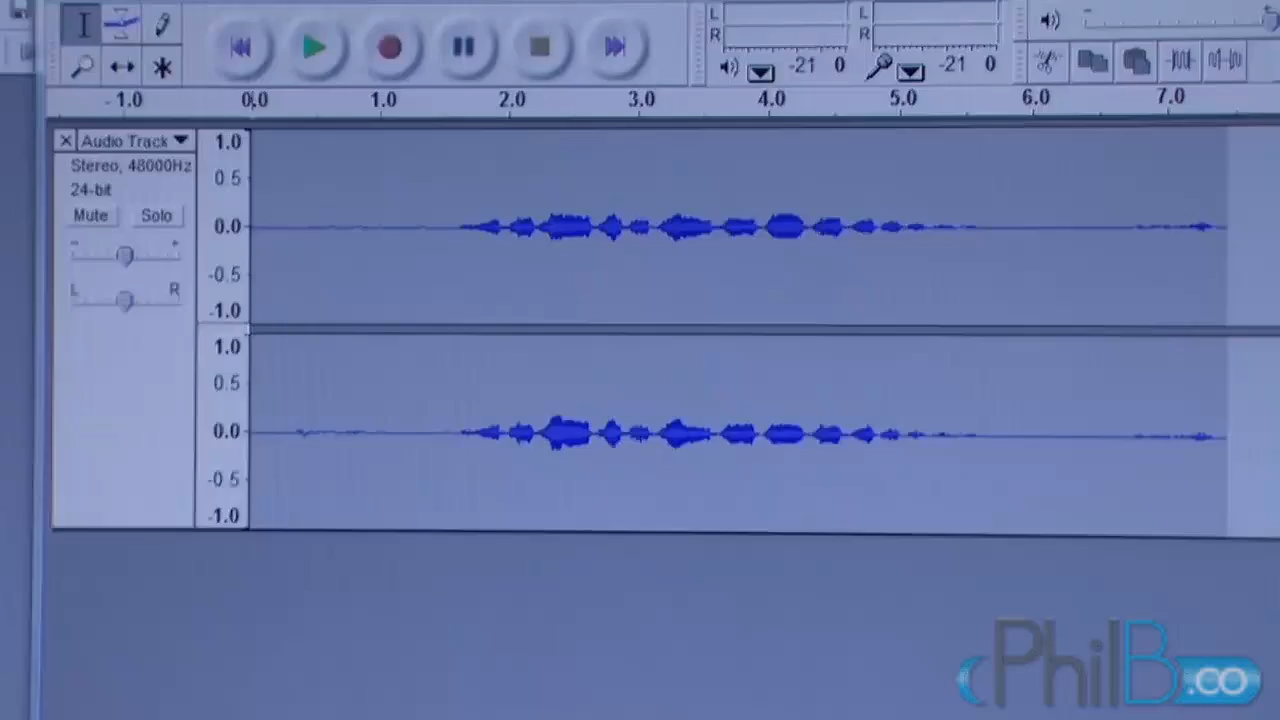 L
R
-21 0
L
R
-21 0
-1.0 0.0 1.0 2.0 3.0 4.0 5.0 6.0 7.0
Audio Track
Stereo, 48000Hz
24-bit
Mute Solo
- +
L R
1.0
0.5
0.0
-0.5
-1.0
1.0
0.5
0.0
-0.5
-1.0
PhilB.co